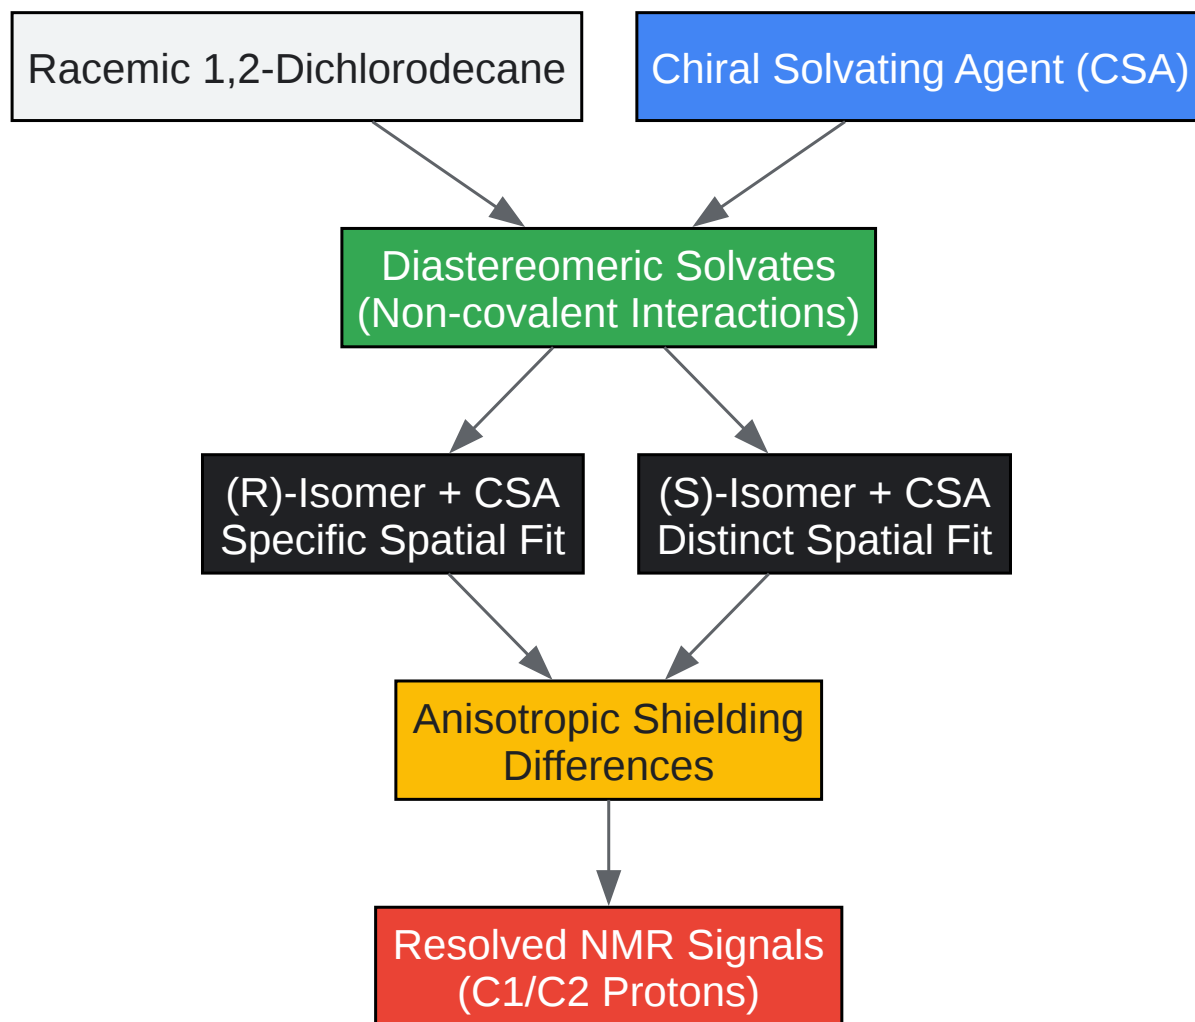 Racemic 1,2-Dichlorodecane
Chiral Solvating Agent (CSA)
Diastereomeric Solvates
(Non-covalent Interactions)
(R)-Isomer + CSA
Specific Spatial Fit
(S)-Isomer + CSA
Distinct Spatial Fit
Anisotropic Shielding
Differences
Resolved NMR Signals
(C1/C2 Protons)